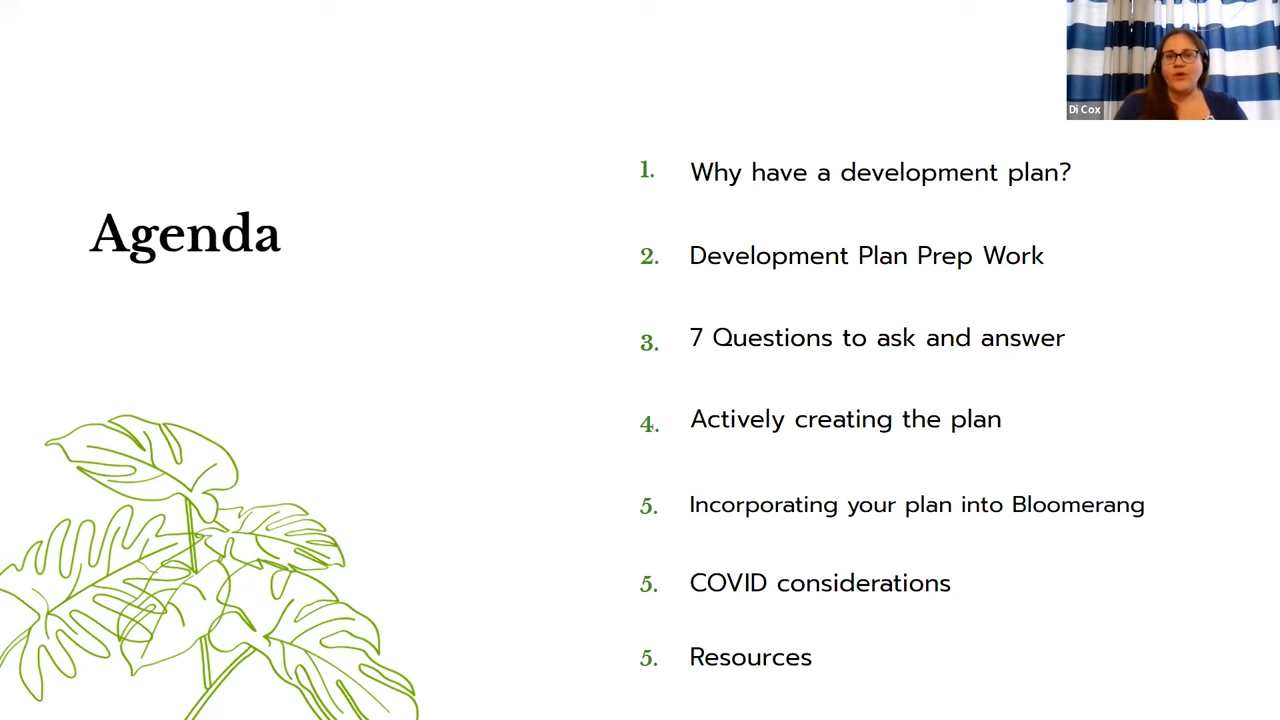 Di Cox
Agenda
1. Why have a development plan?
2. Development Plan Prep Work
3. 7 Questions to ask and answer
4. Actively creating the plan
5. Incorporating your plan into Bloomerang
5. COVID considerations
5. Resources